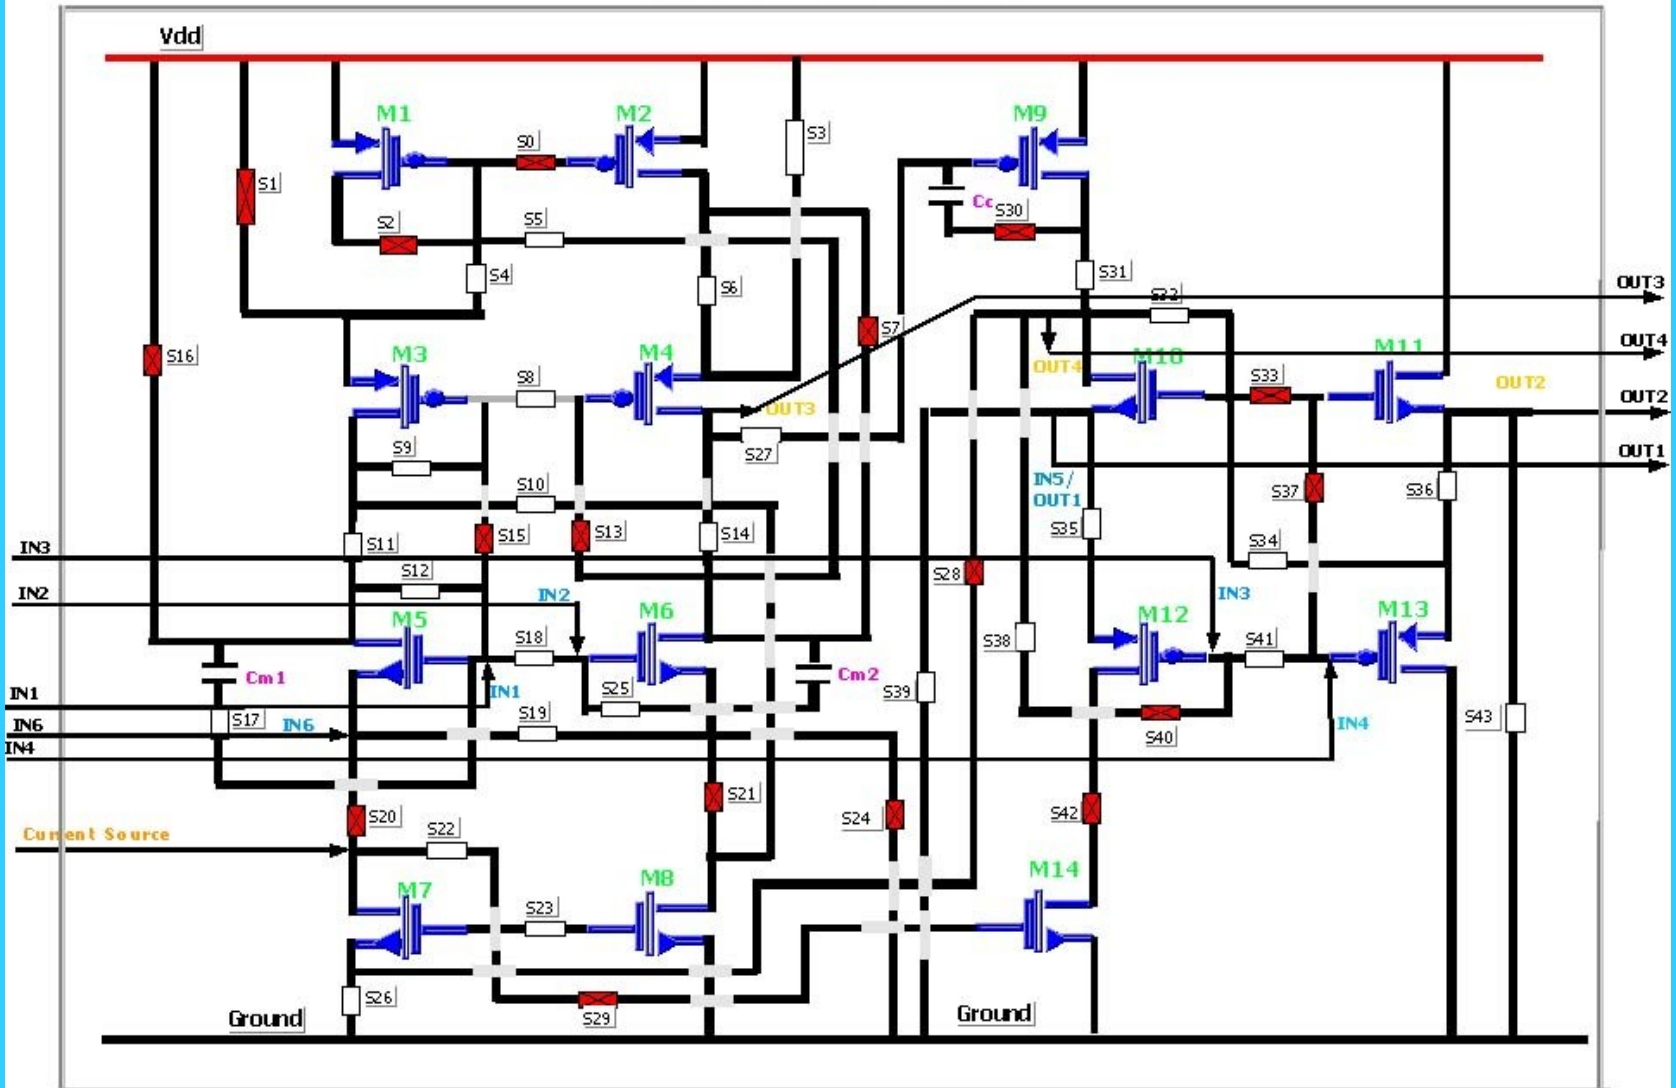 Vdd
M1
M2
M9
S0
S3
S1
Cc
S30
S2
S5
S4
S6
S31
OUT3
S32
S7
S16
OUT4
M3
M4
M10
M11
OUT4
S8
S33
OUT2
OUT3
OUT2
S9
S27
OUT1
S10
IN5/
OUT1
S37
S36
S11
S15
S13
S14
S35
S34
IN3
S12
S28
IN2
IN2
IN3
M5
M6
M12
M13
S18
S38
S41
Cm1
Cm2
IN1
IN1
S25
S39
S17
IN6
IN6
S19
S40
IN4
S43
IN4
S21
S20
S24
S42
Current Source
S22
M7
M8
M14
S23
S26
S29
Ground
Ground